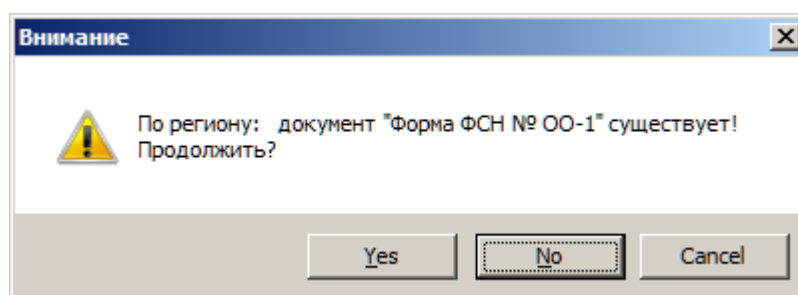 Внимание
По региону: документ "Форма ФСН № ОО-1" существует!
Продолжить?
Yes No Cancel